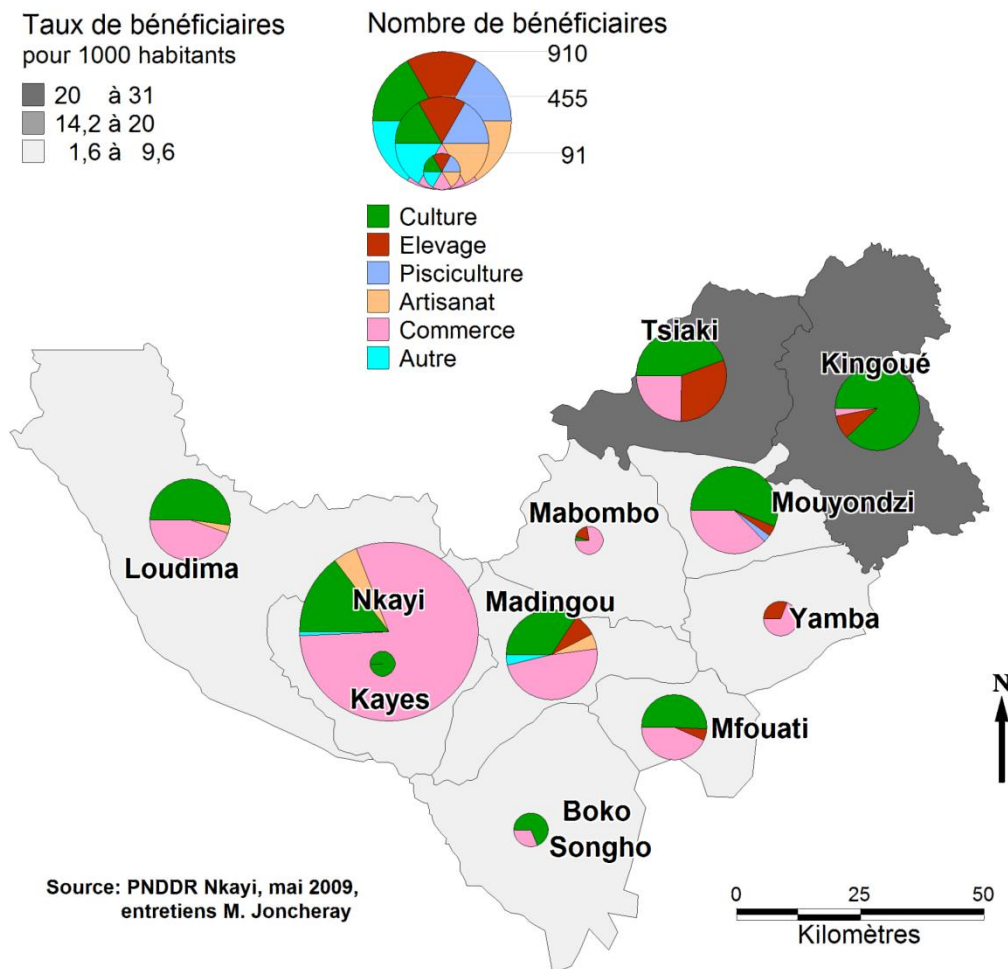 Taux de bénéficiaires
pour 1000 habitants
20 à 31
14,2 à 20
1,6 à 9,6
Nombre de bénéficiaires
910
455
91
Culture
Elevage
Pisciculture
Artisanat
Commerce
Autre
Tsiaki
Kingoué
Mabombo
Mouyondzi
Loudima
Nkayi
Madingou
Yamba
Kayes
Mfouati
Boko
Songho
N
Source: PNDDR Nkayi, mai 2009,
entretiens M. Joncheray
0 25 50
Kilomètres